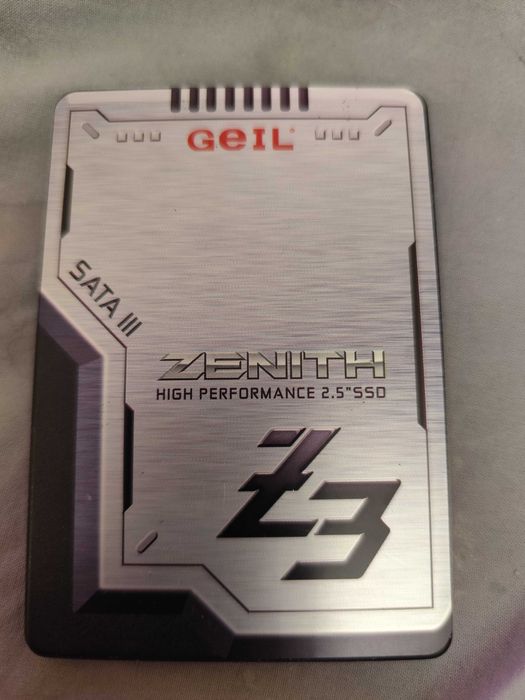 GeIL
SATA III
ZENITH
HIGH PERFORMANCE 2.5"SSD
Z3